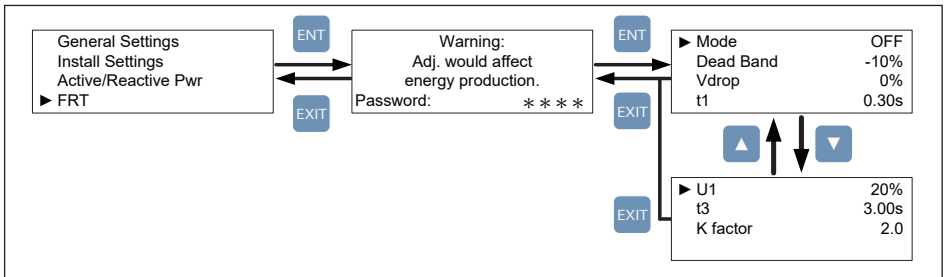 General Settings
Install Settings
Active/Reactive Pwr
► FRT
ENT
EXIT
Warning:
Adj. would affect
energy production.
Password: ****
ENT
EXIT
► Mode OFF
Dead Band -10%
Vdrop 0%
t1 0.30s
▲ ▼
EXIT
► U1 20%
t3 3.00s
K factor 2.0